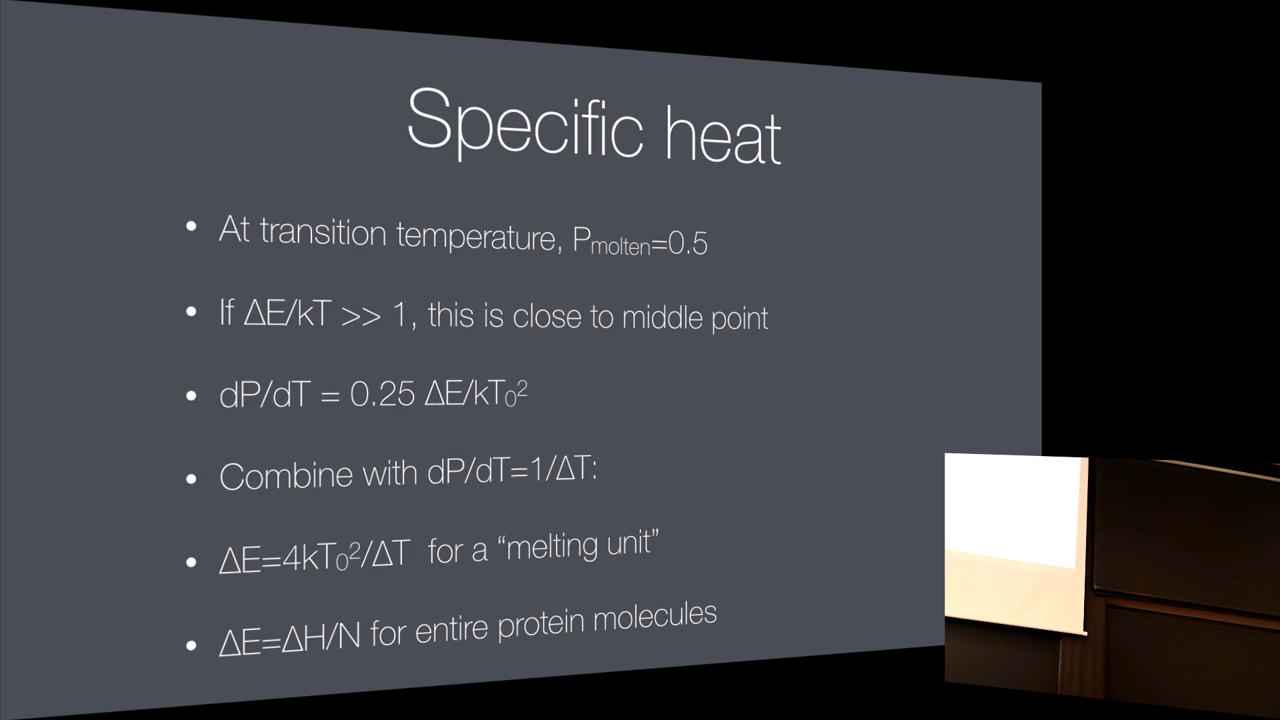 Specific heat
• At transition temperature, Pmolten=0.5
• If ΔE/kT >> 1, this is close to middle point
• dP/dT = 0.25 ΔE/kT₀²
• Combine with dP/dT=1/ΔT:
• ΔE=4kT₀²/ΔT for a “melting unit”
• ΔE=ΔH/N for entire protein molecules